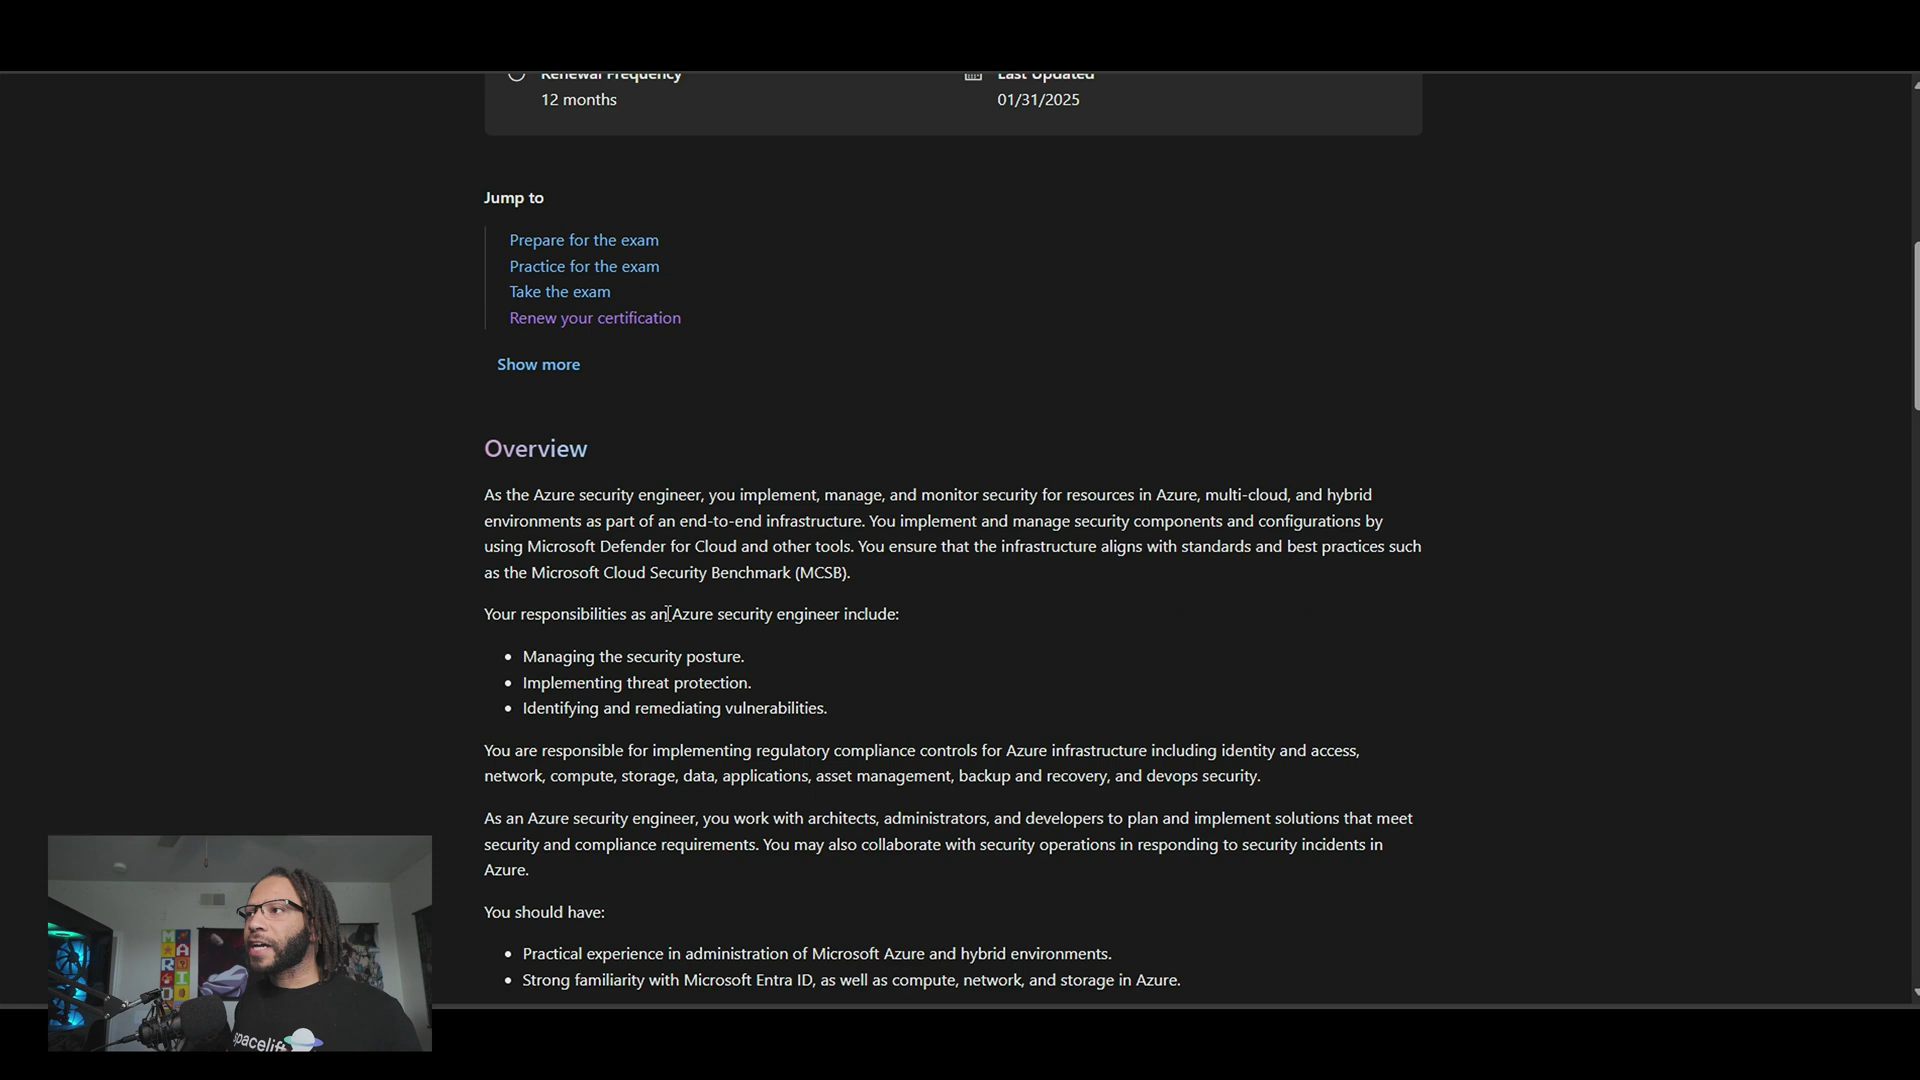 Renewal Frequency
Last Updated
12 months
01/31/2025
Jump to
Prepare for the exam
Practice for the exam
Take the exam
Renew your certification
Show more
Overview
As the Azure security engineer, you implement, manage, and monitor security for resources in Azure, multi-cloud, and hybrid
environments as part of an end-to-end infrastructure. You implement and manage security components and configurations by
using Microsoft Defender for Cloud and other tools. You ensure that the infrastructure aligns with standards and best practices such
as the Microsoft Cloud Security Benchmark (MCSB).
Your responsibilities as an Azure security engineer include:
• Managing the security posture.
• Implementing threat protection.
• Identifying and remediating vulnerabilities.
You are responsible for implementing regulatory compliance controls for Azure infrastructure including identity and access,
network, compute, storage, data, applications, asset management, backup and recovery, and devops security.
As an Azure security engineer, you work with architects, administrators, and developers to plan and implement solutions that meet
security and compliance requirements. You may also collaborate with security operations in responding to security incidents in
Azure.
You should have:
• Practical experience in administration of Microsoft Azure and hybrid environments.
• Strong familiarity with Microsoft Entra ID, as well as compute, network, and storage in Azure.
MARIO
spacelift